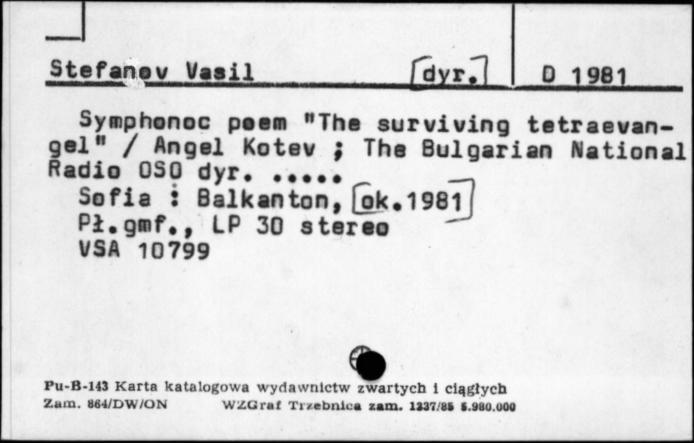 Stefanov Vasil [dyr.] D 1981
Symphonoc poem "The surviving tetraevan-
gel" / Angel Kotev ; The Bulgarian National
Radio OSO dyr. .....
Sofia : Balkanton, [ok.1981]
Pł.gmf., LP 30 stereo
VSA 10799
Pu-B-143 Karta katalogowa wydawnictw zwartych i ciągłych
Zam. 864/DW/ON WZGraf Trzebnica zam. 1337/85 5.980.000